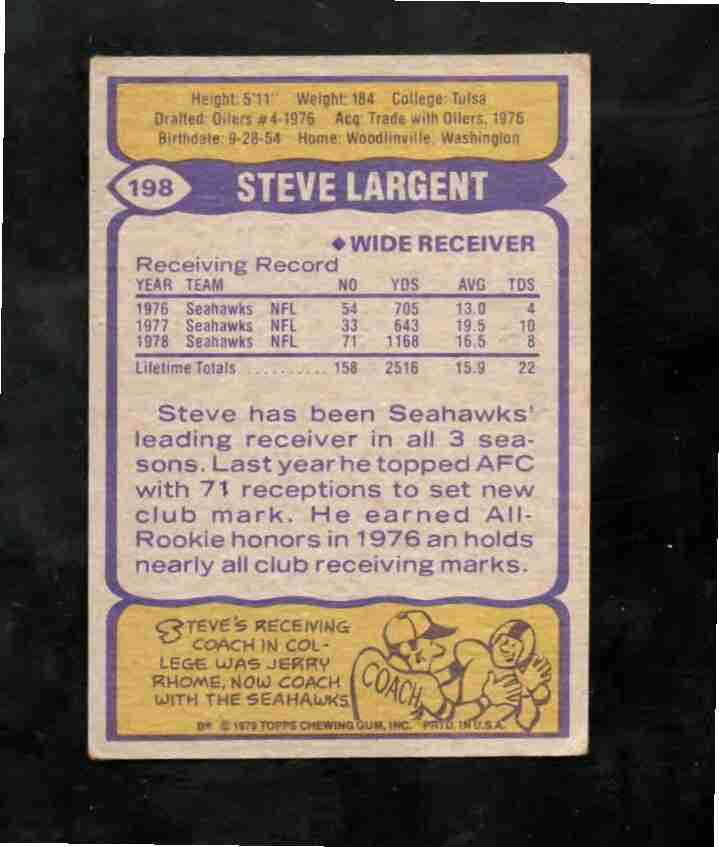 Height: 5'11" Weight: 184 College: Tulsa
Drafted: Oilers #4-1976 Acq: Trade with Oilers, 1976
Birthdate: 9-28-54 Home: Woodlinville, Washington
198 STEVE LARGENT
◆WIDE RECEIVER
Receiving Record
YEAR TEAM NO YDS AVG TDS
1976 Seahawks NFL 54 705 13.0 4
1977 Seahawks NFL 33 643 19.5 10
1978 Seahawks NFL 71 1168 16.5 8
Lifetime Totals .......... 158 2516 15.9 22
Steve has been Seahawks'
leading receiver in all 3 sea-
sons. Last year he topped AFC
with 71 receptions to set new
club mark. He earned All-
Rookie honors in 1976 an holds
nearly all club receiving marks.
STEVE'S RECEIVING
COACH IN COL-
LEGE WAS JERRY
RHOME, NOW COACH
WITH THE SEAHAWKS
COACH
D* © 1979 TOPPS CHEWING GUM, INC. PRTD. IN U.S.A.